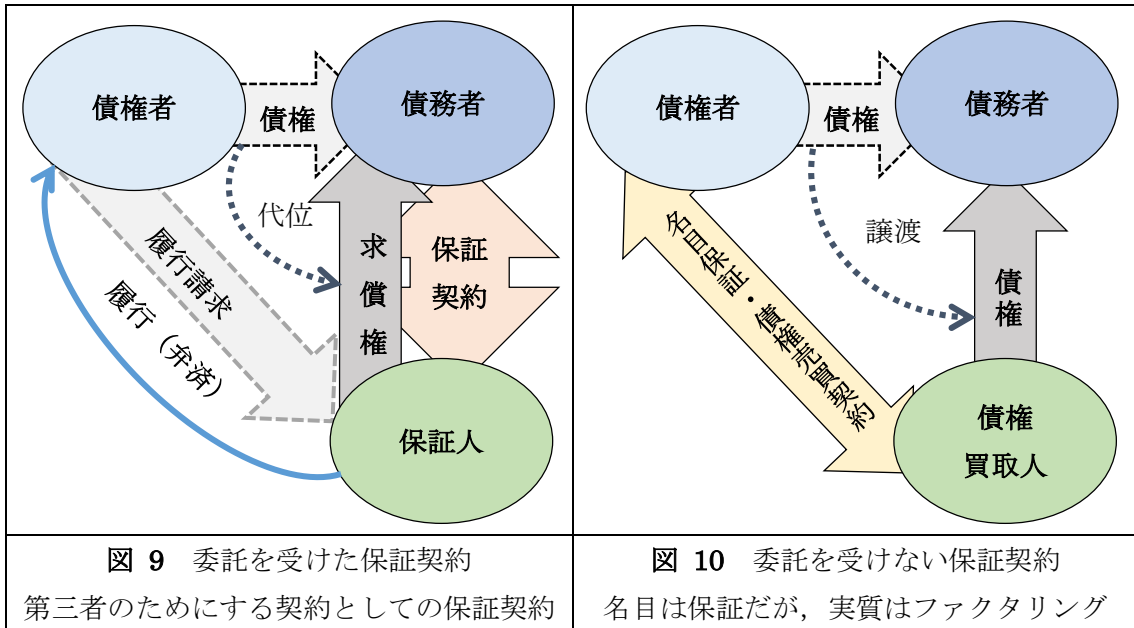 債権者
債権
債務者
代位
求償権
保証
契約
履行請求
履行（弁済）
保証人
図 9　委託を受けた保証契約
第三者のためにする契約としての保証契約
債権者
債権
債務者
譲渡
債権
名目保証・債権売買契約
債権
買取人
図 10　委託を受けない保証契約
名目は保証だが，実質はファクタリング